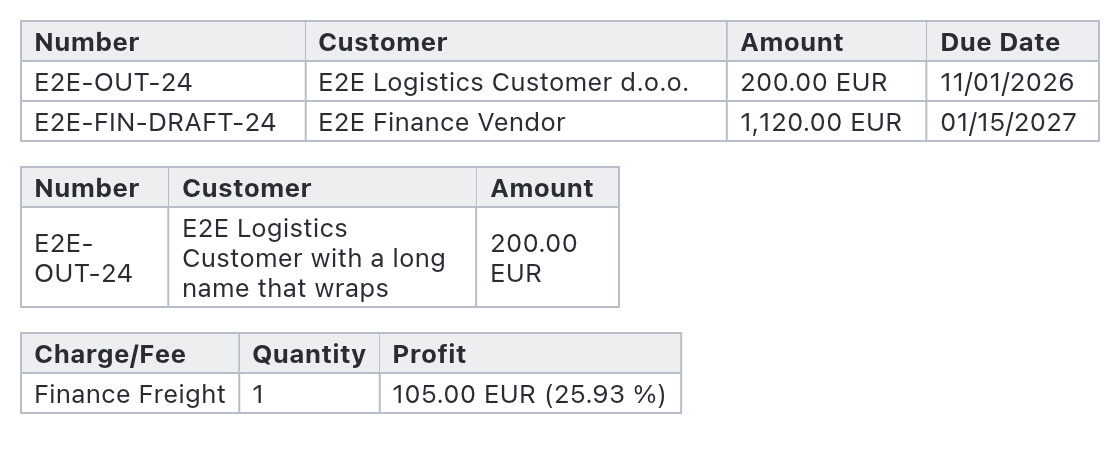 Number Customer Amount Due Date
E2E-OUT-24 E2E Logistics Customer d.o.o. 200.00 EUR 11/01/2026
E2E-FIN-DRAFT-24 E2E Finance Vendor 1,120.00 EUR 01/15/2027
Number Customer Amount
E2E-
OUT-24
E2E Logistics
Customer with a long
name that wraps
200.00
EUR
Charge/Fee Quantity Profit
Finance Freight 1 105.00 EUR (25.93 %)